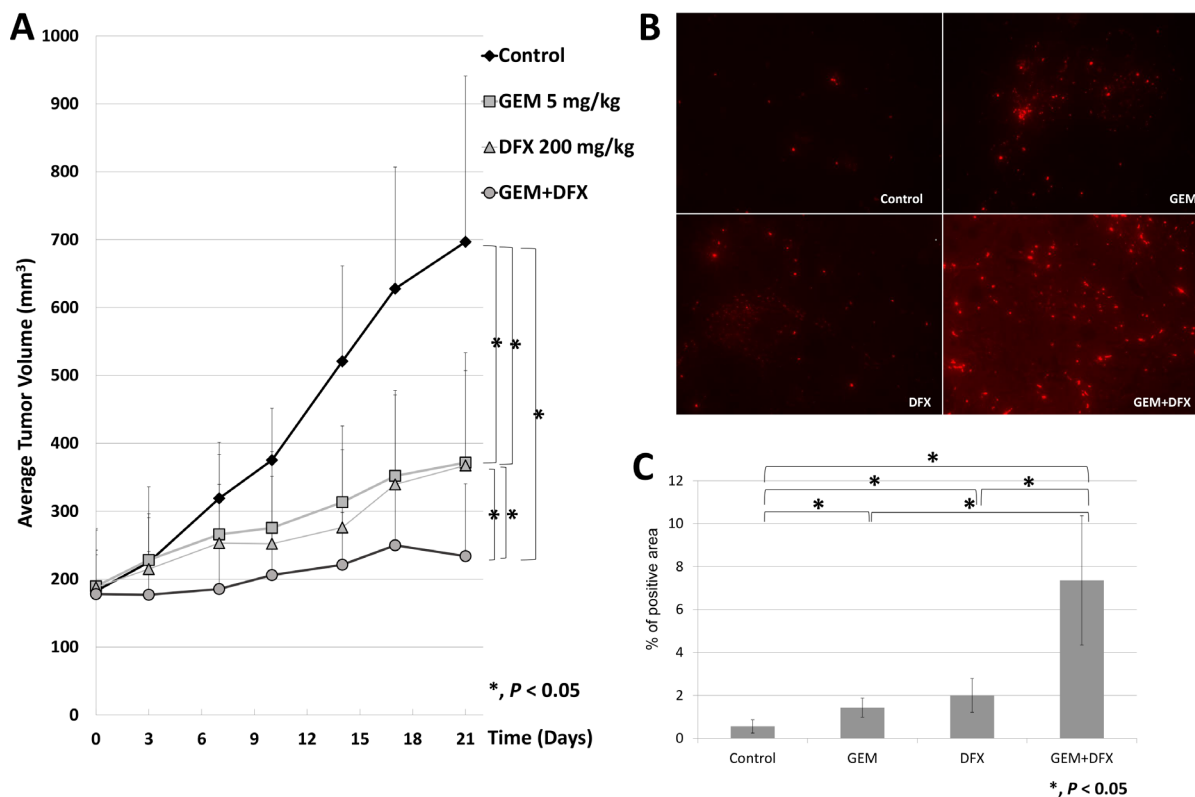 A
Average Tumor Volume (mm³)
1000
900
800
700
600
500
400
300
200
100
0
0 3 6 9 12 15 18 21 Time (Days)
Control
GEM 5 mg/kg
DFX 200 mg/kg
GEM+DFX
*
*
*
*
*
*, P < 0.05
B
Control
GEM
DFX
GEM+DFX
C
% of positive area
12
10
8
6
4
2
0
*
*
*
*
*
Control GEM DFX GEM+DFX
*, P < 0.05